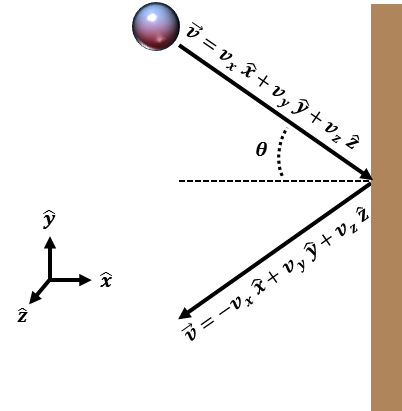 v⃗ = vₓ x̂ + v_y ŷ + v_z ẑ
θ
ŷ
x̂
ẑ
v⃗ = −vₓ x̂ + v_y ŷ + v_z ẑ